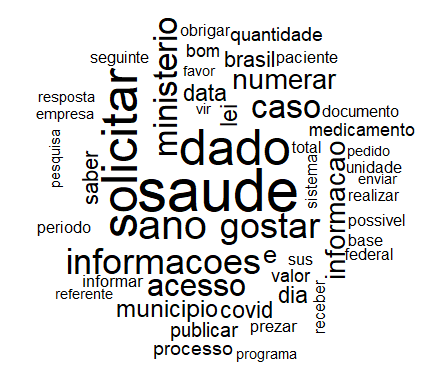 obrigar
quantidade
seguinte
bom
brasil
paciente
favor
ministerio
solicitar
numerar
data
resposta
vir
lei
caso
empresa
documento
medicamento
pesquisa
saber
dado
total
sistema
informacao
pedido
unidade
enviar
saude
realizar
periodo
ano
gostar
possivel
base
federal
informacoes
e
sus
informar
acesso
valor
referente
dia
receber
municipio
covid
publicar
prezar
processo
programa